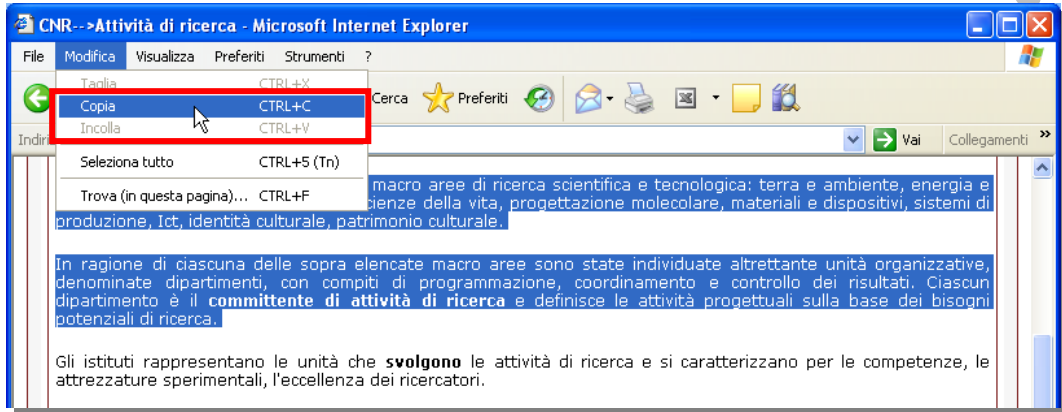 CNR-->Attività di ricerca - Microsoft Internet Explorer
File Modifica Visualizza Preferiti Strumenti ?
Taglia CTRL+X
Copia CTRL+C
Incolla CTRL+V
Seleziona tutto CTRL+5 (Tn)
Trova (in questa pagina)... CTRL+F
Cerca Preferiti
Indiri
Vai Collegamenti »
macro aree di ricerca scientifica e tecnologica: terra e ambiente, energia e
cienze della vita, progettazione molecolare, materiali e dispositivi, sistemi di
produzione, Ict, identità culturale, patrimonio culturale.
In ragione di ciascuna delle sopra elencate macro aree sono state individuate altrettante unità organizzative,
denominate dipartimenti, con compiti di programmazione, coordinamento e controllo dei risultati. Ciascun
dipartimento è il committente di attività di ricerca e definisce le attività progettuali sulla base dei bisogni
potenziali di ricerca.
Gli istituti rappresentano le unità che svolgono le attività di ricerca e si caratterizzano per le competenze, le
attrezzature sperimentali, l'eccellenza dei ricercatori.